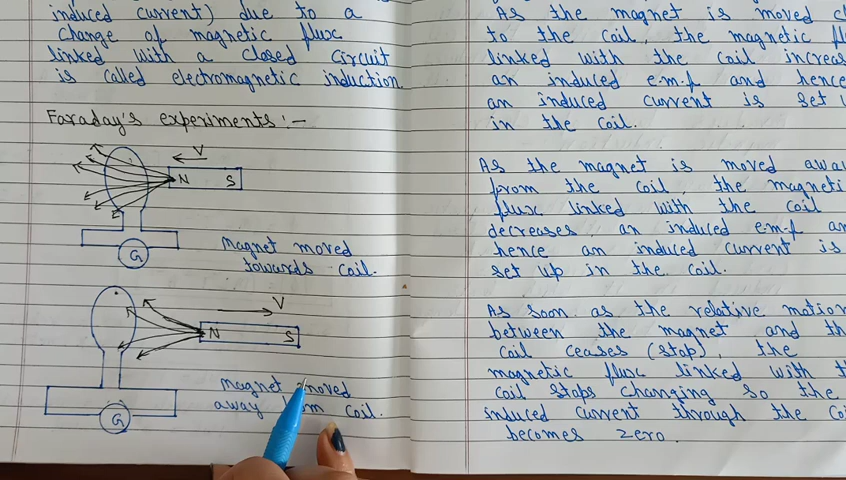 induced current) due to a
change of magnetic flux
linked with a closed circuit
is called electromagnetic induction.
Faraday's experiments :-
V
N S
G
magnet moved
towards coil.
V
N S
magnet moved
away coil.
G
As the magnet is moved
to the coil, the magnetic
linked with the coil
an induced e.m.f and hence
an induced current is set
in the coil.
As the magnet is moved
from the coil, the
flux linked with the coil
decreases, an induced e.m.f
hence an induced current is
set up in the coil.
As soon as the relative motion
between the magnet and
coil ceases (stop), the
magnetic flux linked with
coil stops changing so the
induced current through the
becomes zero.